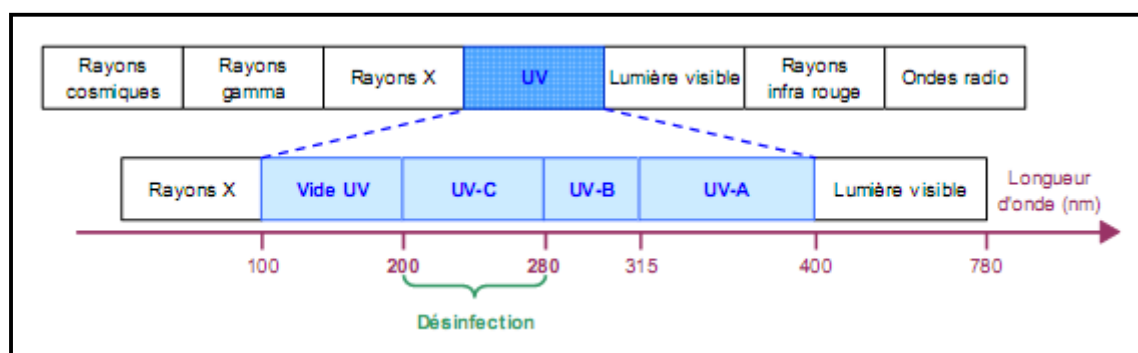 Rayons cosmiques
Rayons gamma
Rayons X
UV
Lumière visible
Rayons infra rouge
Ondes radio
Rayons X
Vide UV
UV-C
UV-B
UV-A
Lumière visible
Longueur d'onde (nm)
100
200
280
315
400
780
Désinfection